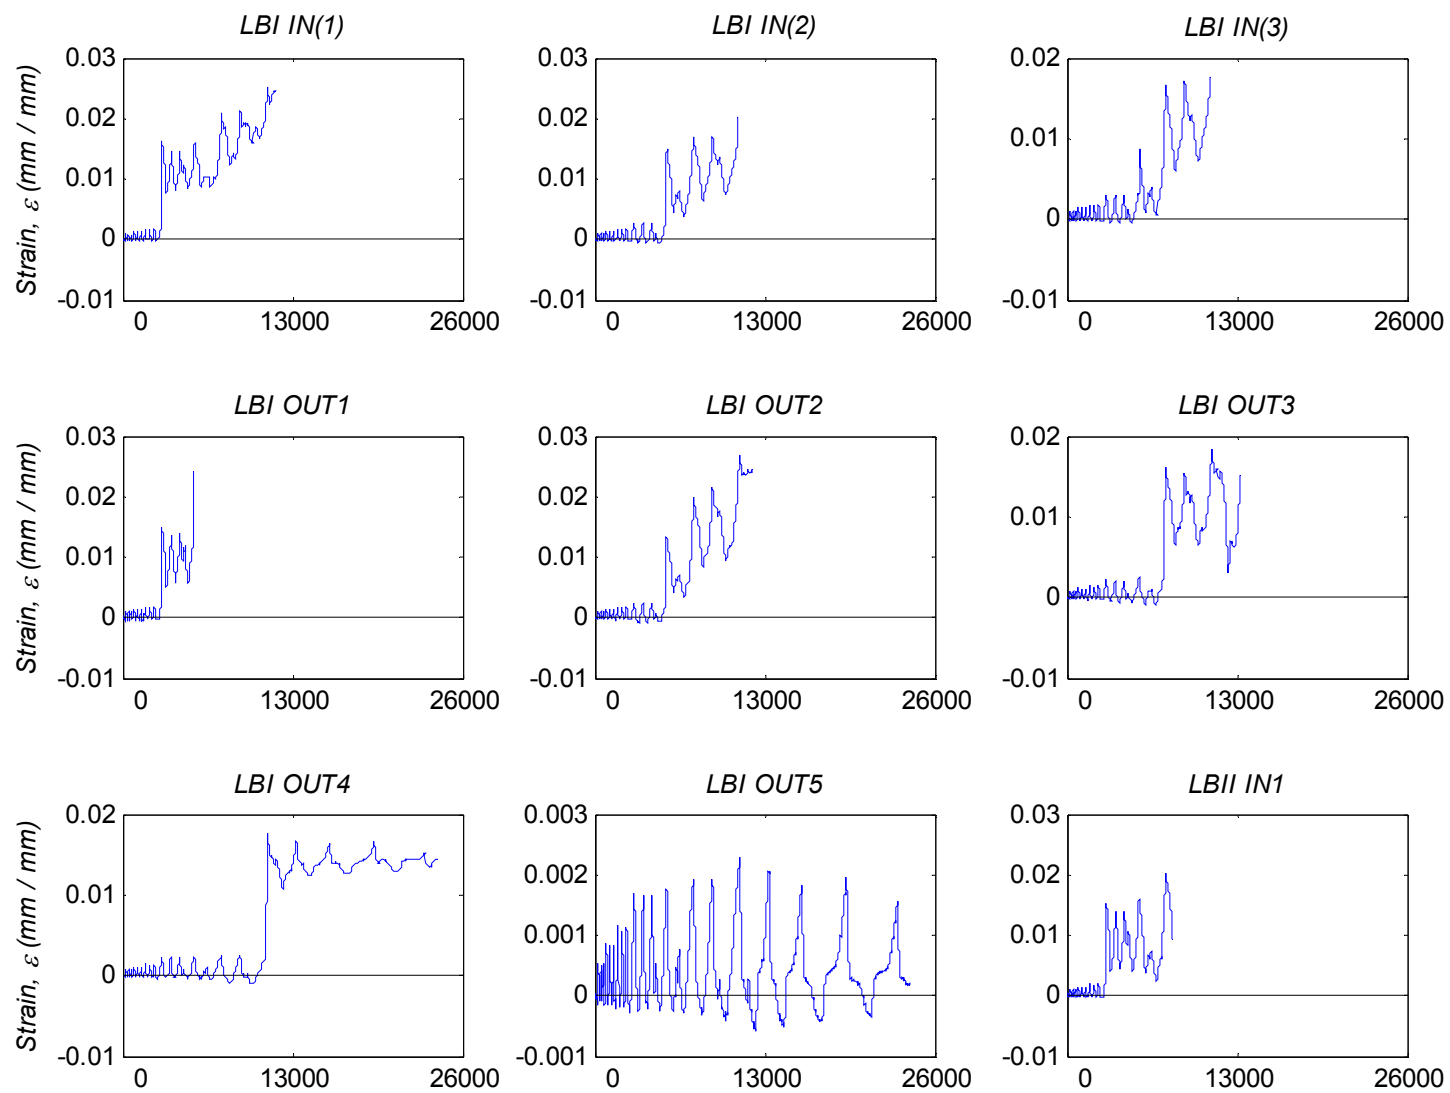 LBI IN(1) LBI IN(2) LBI IN(3)
0.03 0.03 0.02
0.02 0.02
0.01
0.01 0.01
0 0 0
-0.01 -0.01 -0.01
0 13000 26000 0 13000 26000 0 13000 26000
Strain, ε (mm / mm)
LBI OUT1 LBI OUT2 LBI OUT3
0.03 0.03 0.02
0.02 0.02
0.01
0.01 0.01
0 0 0
-0.01 -0.01 -0.01
0 13000 26000 0 13000 26000 0 13000 26000
Strain, ε (mm / mm)
LBI OUT4 LBI OUT5 LBII IN1
0.02 0.003 0.03
0.002 0.02
0.01
0.001 0.01
0 0 0
-0.01 -0.001 -0.01
0 13000 26000 0 13000 26000 0 13000 26000
Strain, ε (mm / mm)